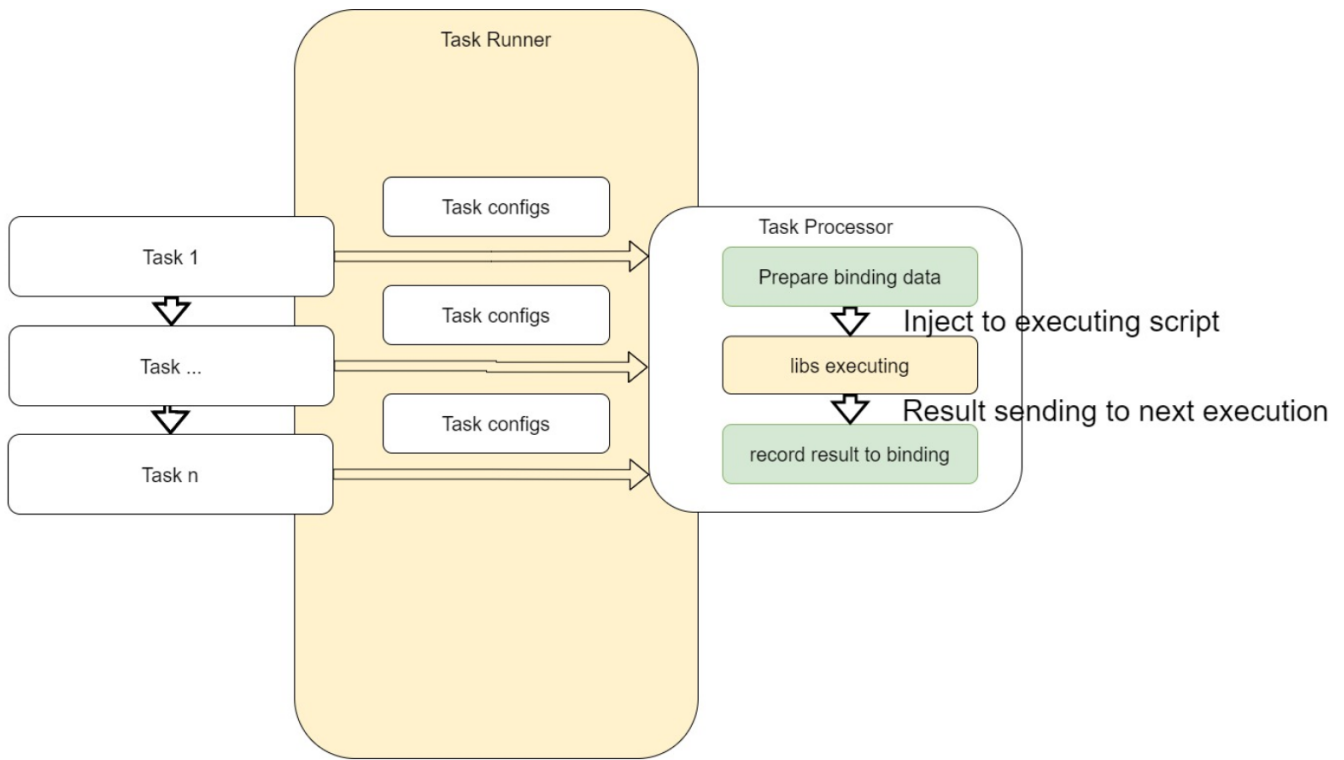 Task Runner
Task configs
Task Processor
Task 1
Prepare binding data
Task configs
Inject to executing script
Task ...
libs executing
Task configs
Result sending to next execution
Task n
record result to binding